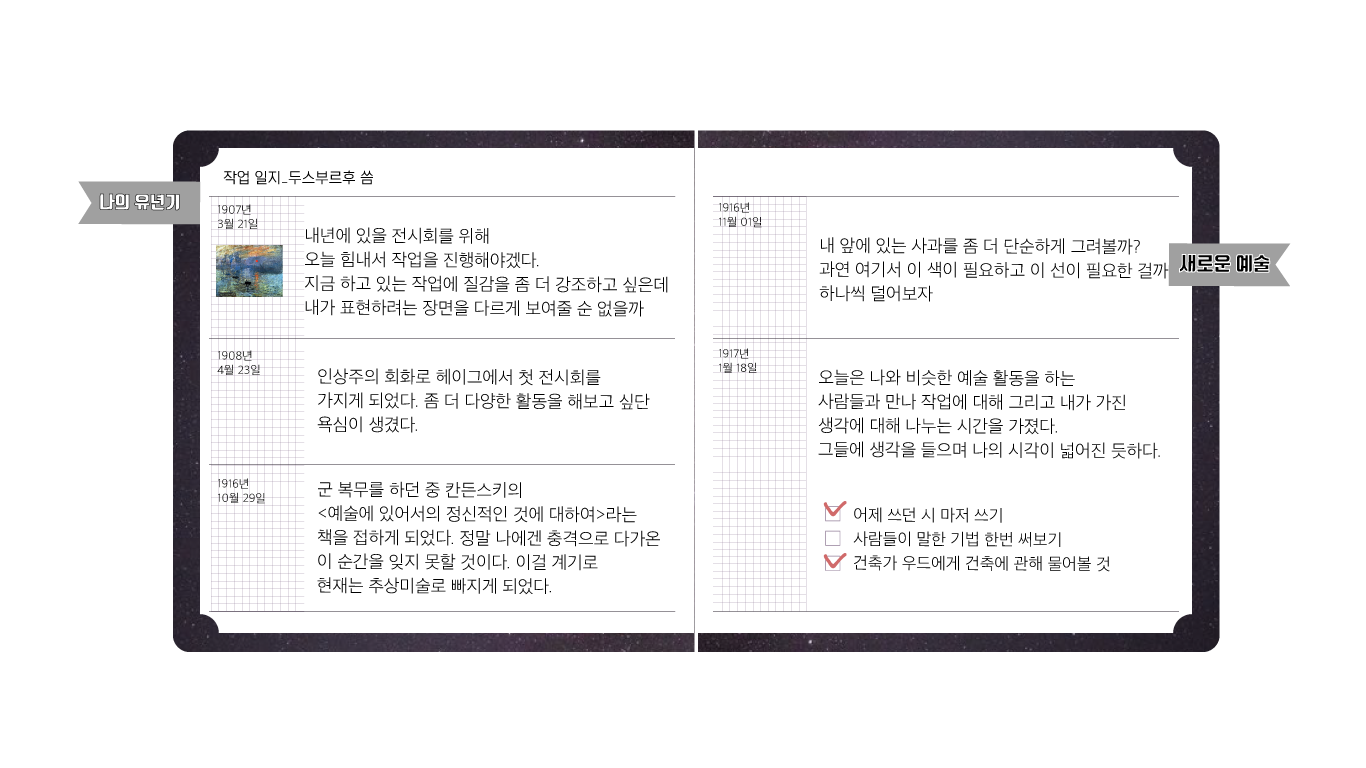 작업 일지_두스부르후 씀
나의 유년기
1907년
3월 21일
내년에 있을 전시회를 위해
오늘 힘내서 작업을 진행해야겠다.
지금 하고 있는 작업에 질감을 좀 더 강조하고 싶은데
내가 표현하려는 장면을 다르게 보여줄 순 없을까
1908년
4월 23일
인상주의 회화로 헤이그에서 첫 전시회를
가지게 되었다. 좀 더 다양한 활동을 해보고 싶단
욕심이 생겼다.
1916년
10월 29일
군 복무를 하던 중 칸든스키의
<예술에 있어서의 정신적인 것에 대하여>라는
책을 접하게 되었다. 정말 나에겐 충격으로 다가온
이 순간을 잊지 못할 것이다. 이걸 계기로
현재는 추상미술로 빠지게 되었다.
1916년
11월 01일
내 앞에 있는 사과를 좀 더 단순하게 그려볼까?
과연 여기서 이 색이 필요하고 이 선이 필요한 걸까
하나씩 덜어보자
새로운 예술
1917년
1월 18일
오늘은 나와 비슷한 예술 활동을 하는
사람들과 만나 작업에 대해 그리고 내가 가진
생각에 대해 나누는 시간을 가졌다.
그들에 생각을 들으며 나의 시각이 넓어진 듯하다.
어제 쓰던 시 마저 쓰기
사람들이 말한 기법 한번 써보기
건축가 우드에게 건축에 관해 물어볼 것